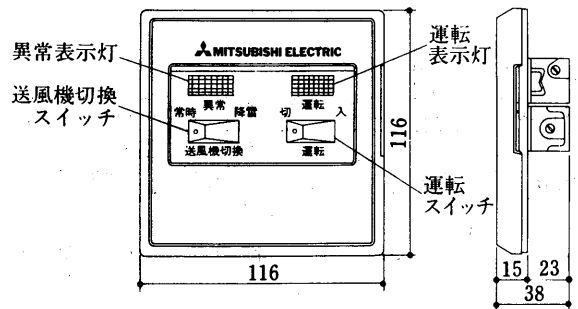 MITSUBISHI ELECTRIC
異常表示灯
運転
表示灯
異常
運転
送風機切換
スイッチ
常時
降雷
切
入
送風機切換
運転
運転
スイッチ
116
116
15
23
38